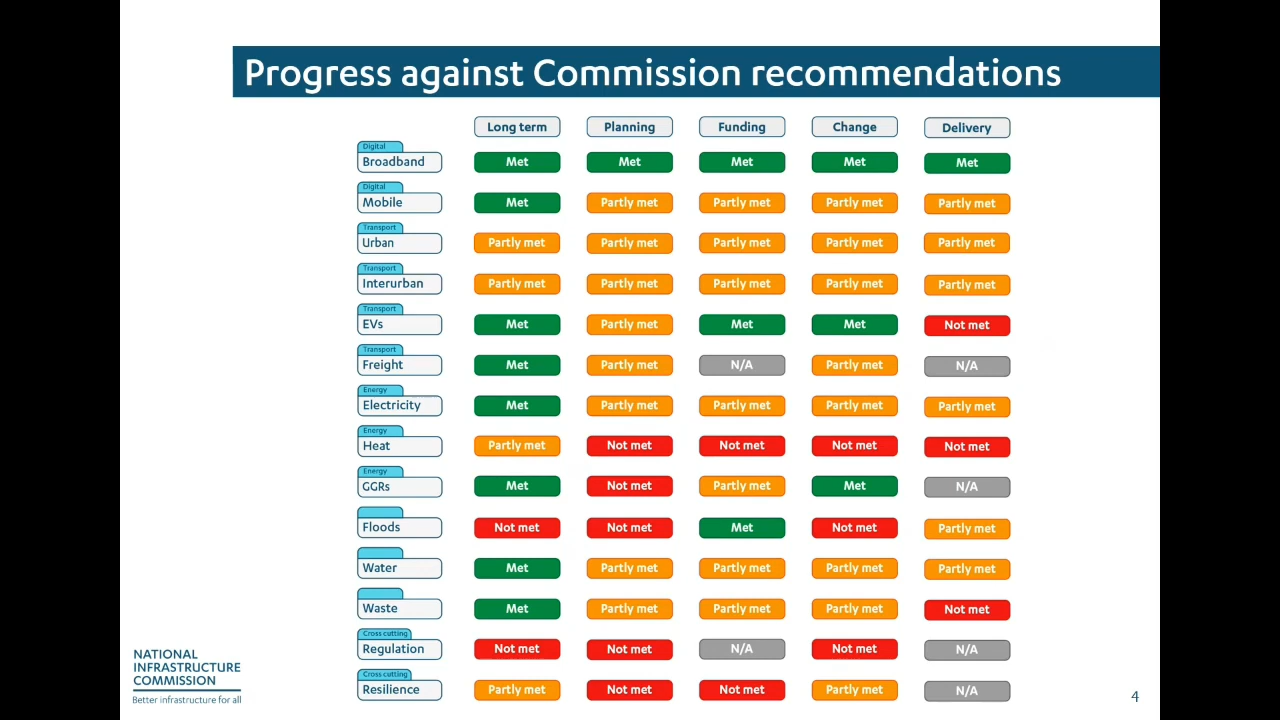 Progress against Commission recommendations
Long term Planning Funding Change Delivery
Digital
Broadband Met Met Met Met Met
Digital
Mobile Met Partly met Partly met Partly met Partly met
Transport
Urban Partly met Partly met Partly met Partly met Partly met
Transport
Interurban Partly met Partly met Partly met Partly met Partly met
Transport
EVs Met Partly met Met Met Not met
Transport
Freight Met Partly met N/A Partly met N/A
Energy
Electricity Met Partly met Partly met Partly met Partly met
Energy
Heat Partly met Not met Not met Not met Not met
Energy
GGRs Met Not met Partly met Met N/A
Floods Not met Not met Met Not met Partly met
Water Met Partly met Partly met Partly met Partly met
Waste Met Partly met Partly met Partly met Not met
Cross cutting
Regulation Not met Not met N/A Not met N/A
Cross cutting
Resilience Partly met Not met Not met Partly met N/A
NATIONAL
INFRASTRUCTURE
COMMISSION
Better infrastructure for all
4